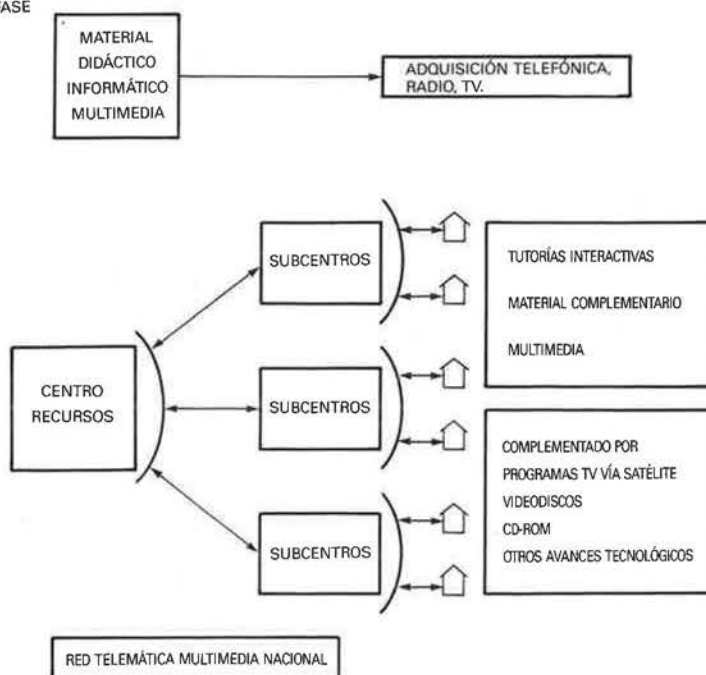 FASE
MATERIAL
DIDÁCTICO
INFORMÁTICO
MULTIMEDIA
ADQUISICIÓN TELEFÓNICA,
RADIO, TV.
SUBCENTROS
TUTORÍAS INTERACTIVAS
MATERIAL COMPLEMENTARIO
MULTIMEDIA
CENTRO
RECURSOS
SUBCENTROS
COMPLEMENTADO POR
PROGRAMAS TV VÍA SATÉLITE
VIDEODISCOS
CD-ROM
OTROS AVANCES TECNOLÓGICOS
SUBCENTROS
RED TELEMÁTICA MULTIMEDIA NACIONAL